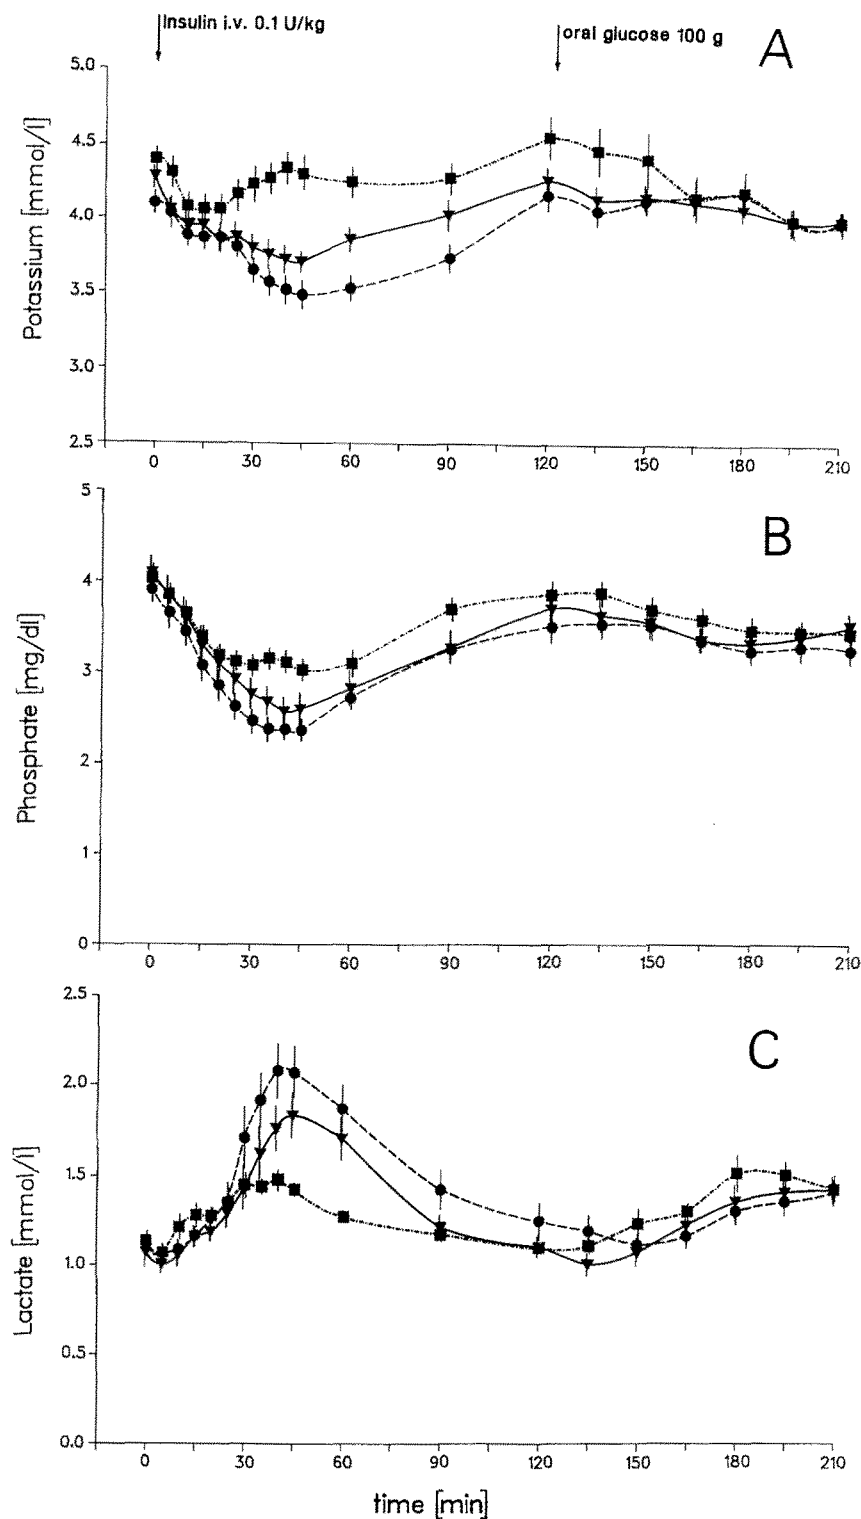 Insulin i.v. 0.1 U/kg
oral glucose 100 g
A
5.0
4.5
4.0
3.5
3.0
2.5
Potassium [mmol/l]
0 30 60 90 120 150 180 210
B
5
4
3
2
1
0
Phosphate [mg/dl]
0 30 60 90 120 150 180 210
C
2.5
2.0
1.5
1.0
0.5
0.0
Lactate [mmol/l]
0 30 60 90 120 150 180 210
time [min]